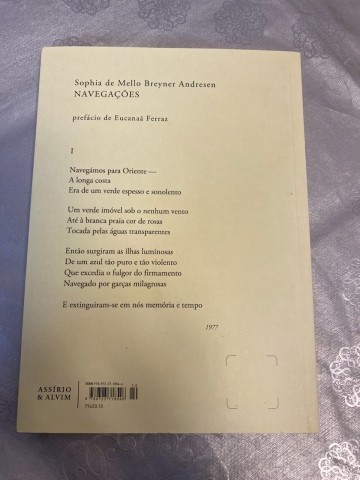 Sophia de Mello Breyner Andresen
NAVEGAÇÕES
prefácio de Eucanaã Ferraz
I
Navegámos para Oriente —
A longa costa
Era de um verde espesso e sonolento
Um verde imóvel sob o nenhum vento
Até à branca praia cor de rosas
Tocada pelas águas transparentes
Então surgiram as ilhas luminosas
De um azul tão puro e tão violento
Que excedia o fulgor do firmamento
Navegado por garças milagrosas
E extinguiram-se em nós memória e tempo
1977
ASSÍRIO
& ALVIM